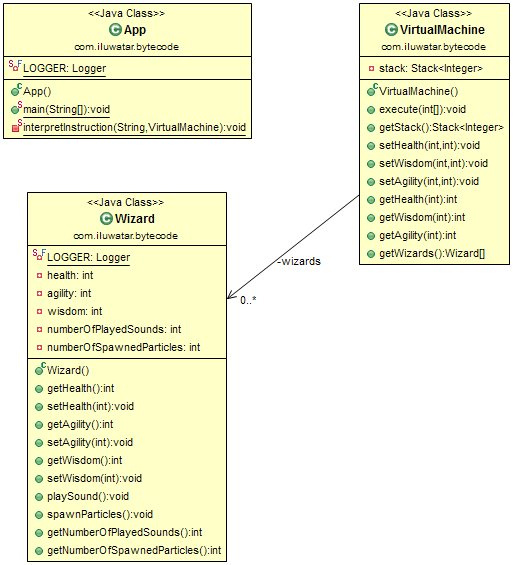 <<Java Class>>
App
com.iluwatar.bytecode
LOGGER: Logger
App()
main(String[]):void
interpretInstruction(String,VirtualMachine):void
<<Java Class>>
VirtualMachine
com.iluwatar.bytecode
stack: Stack<Integer>
VirtualMachine()
execute(int[]):void
getStack():Stack<Integer>
setHealth(int,int):void
setWisdom(int,int):void
setAgility(int,int):void
getHealth(int):int
getWisdom(int):int
getAgility(int):int
getWizards():Wizard[]
<<Java Class>>
Wizard
com.iluwatar.bytecode
LOGGER: Logger
health: int
agility: int
wisdom: int
numberOfPlayedSounds: int
numberOfSpawnedParticles: int
Wizard()
getHealth():int
setHealth(int):void
getAgility():int
setAgility(int):void
getWisdom():int
setWisdom(int):void
playSound():void
spawnParticles():void
getNumberOfPlayedSounds():int
getNumberOfSpawnedParticles():int
-wizards
0..*